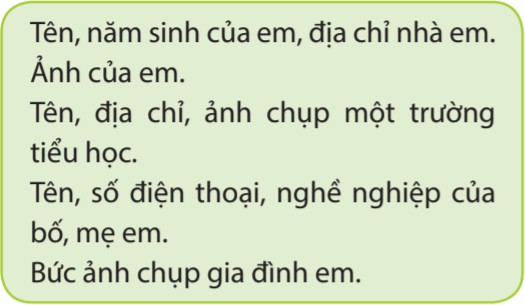 Tên, năm sinh của em, địa chỉ nhà em.
Ảnh của em.
Tên, địa chỉ, ảnh chụp một trường
tiểu học.
Tên, số điện thoại, nghề nghiệp của
bố, mẹ em.
Bức ảnh chụp gia đình em.